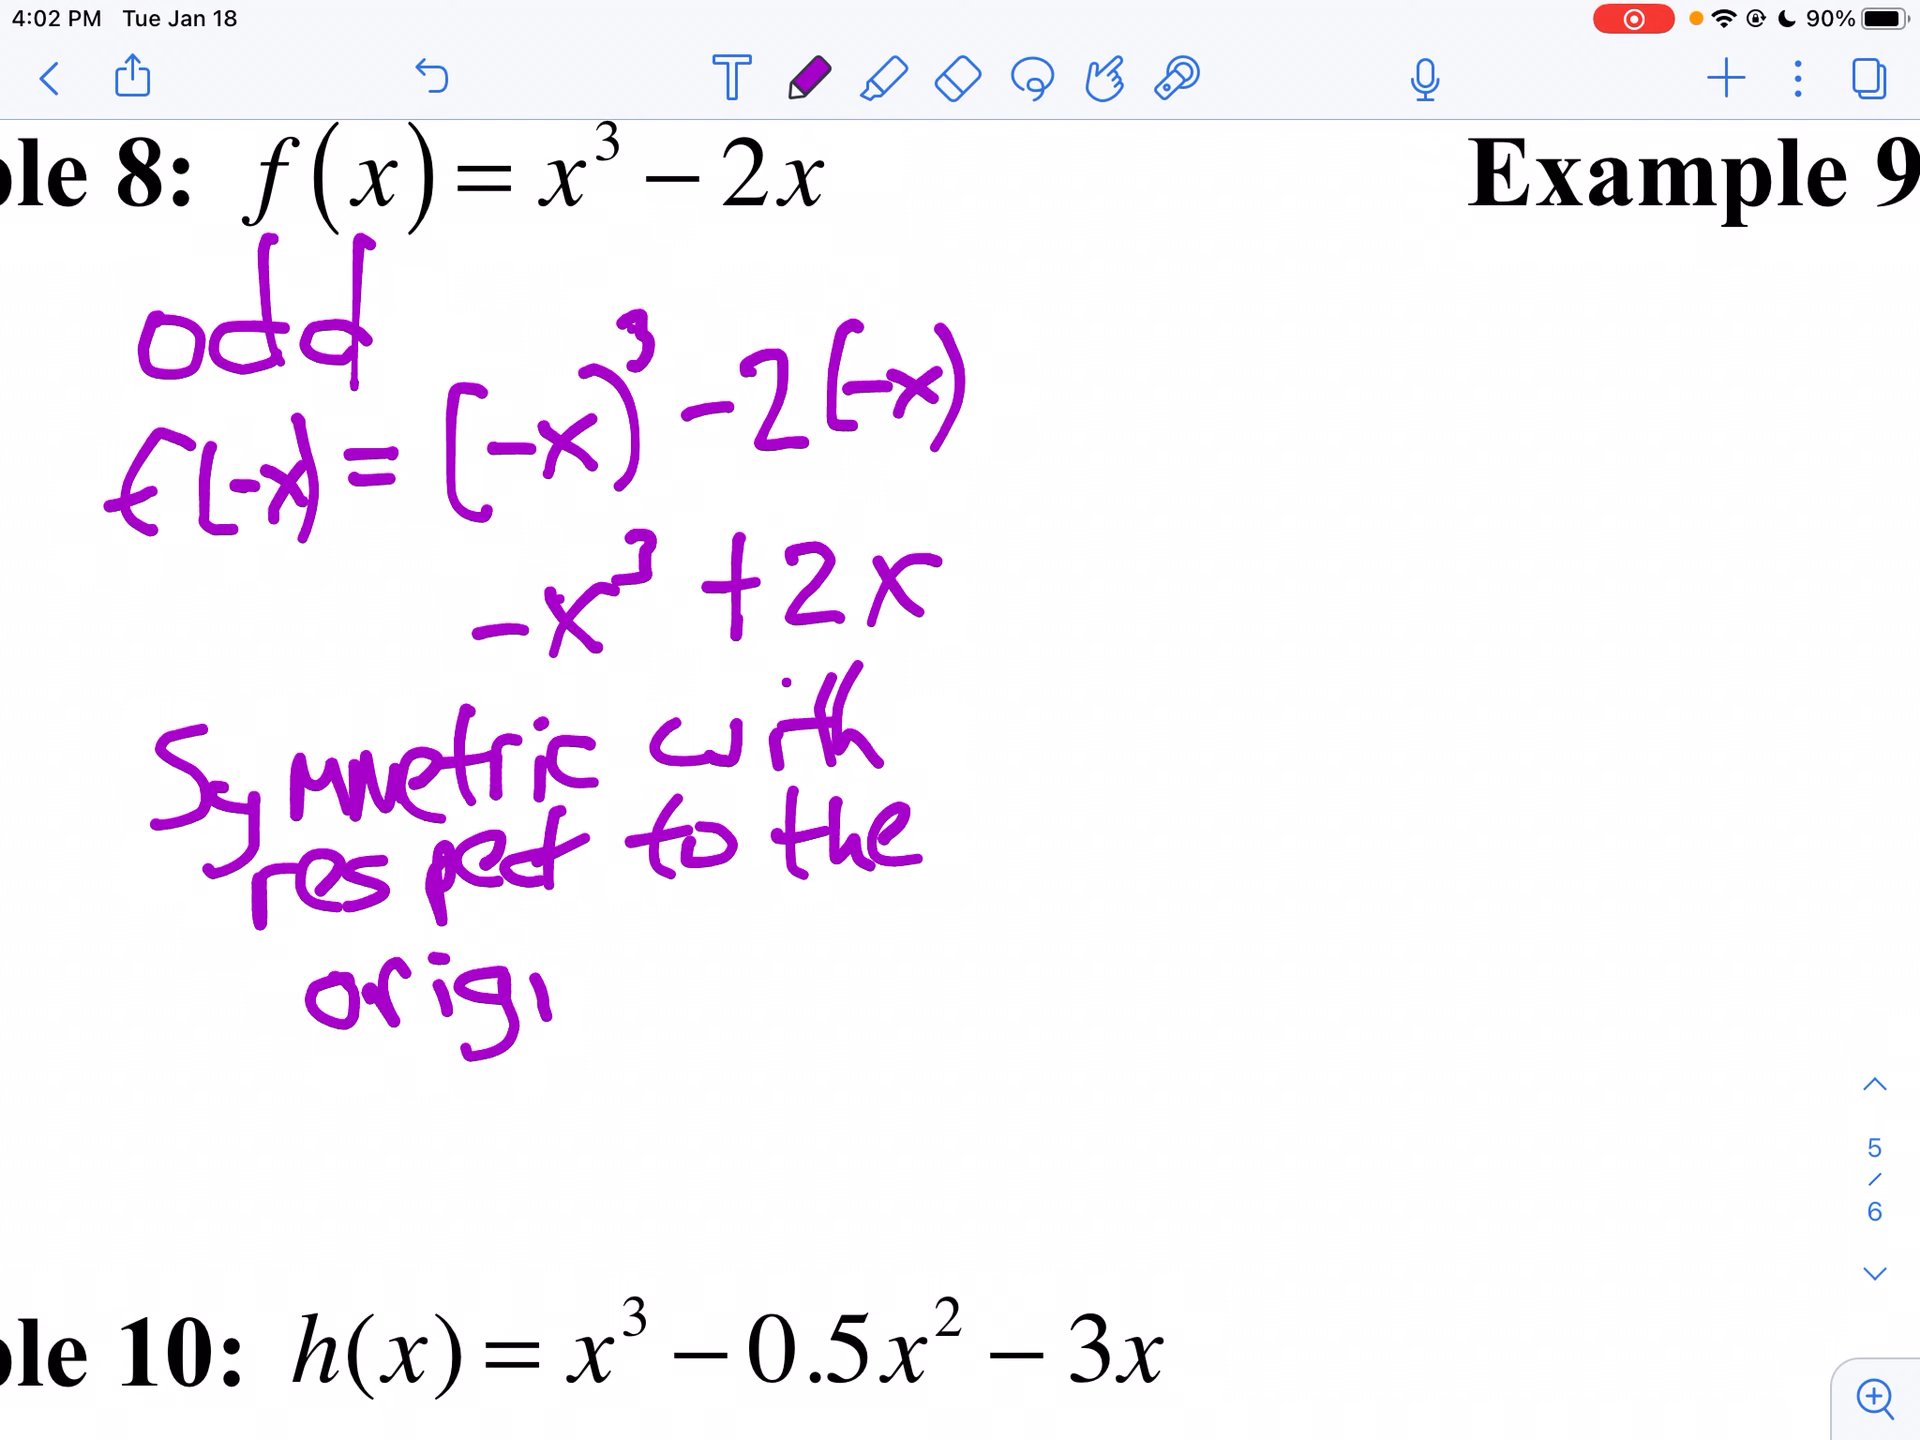 4:02 PM Tue Jan 18 90%
ple 8: f(x) = x³ − 2x Example 9
odd
f(-x) = (-x)³ - 2(-x)
-x³ + 2x
Symmetric with
respect to the
origi
5
/
6
ple 10: h(x) = x³ − 0.5x² − 3x